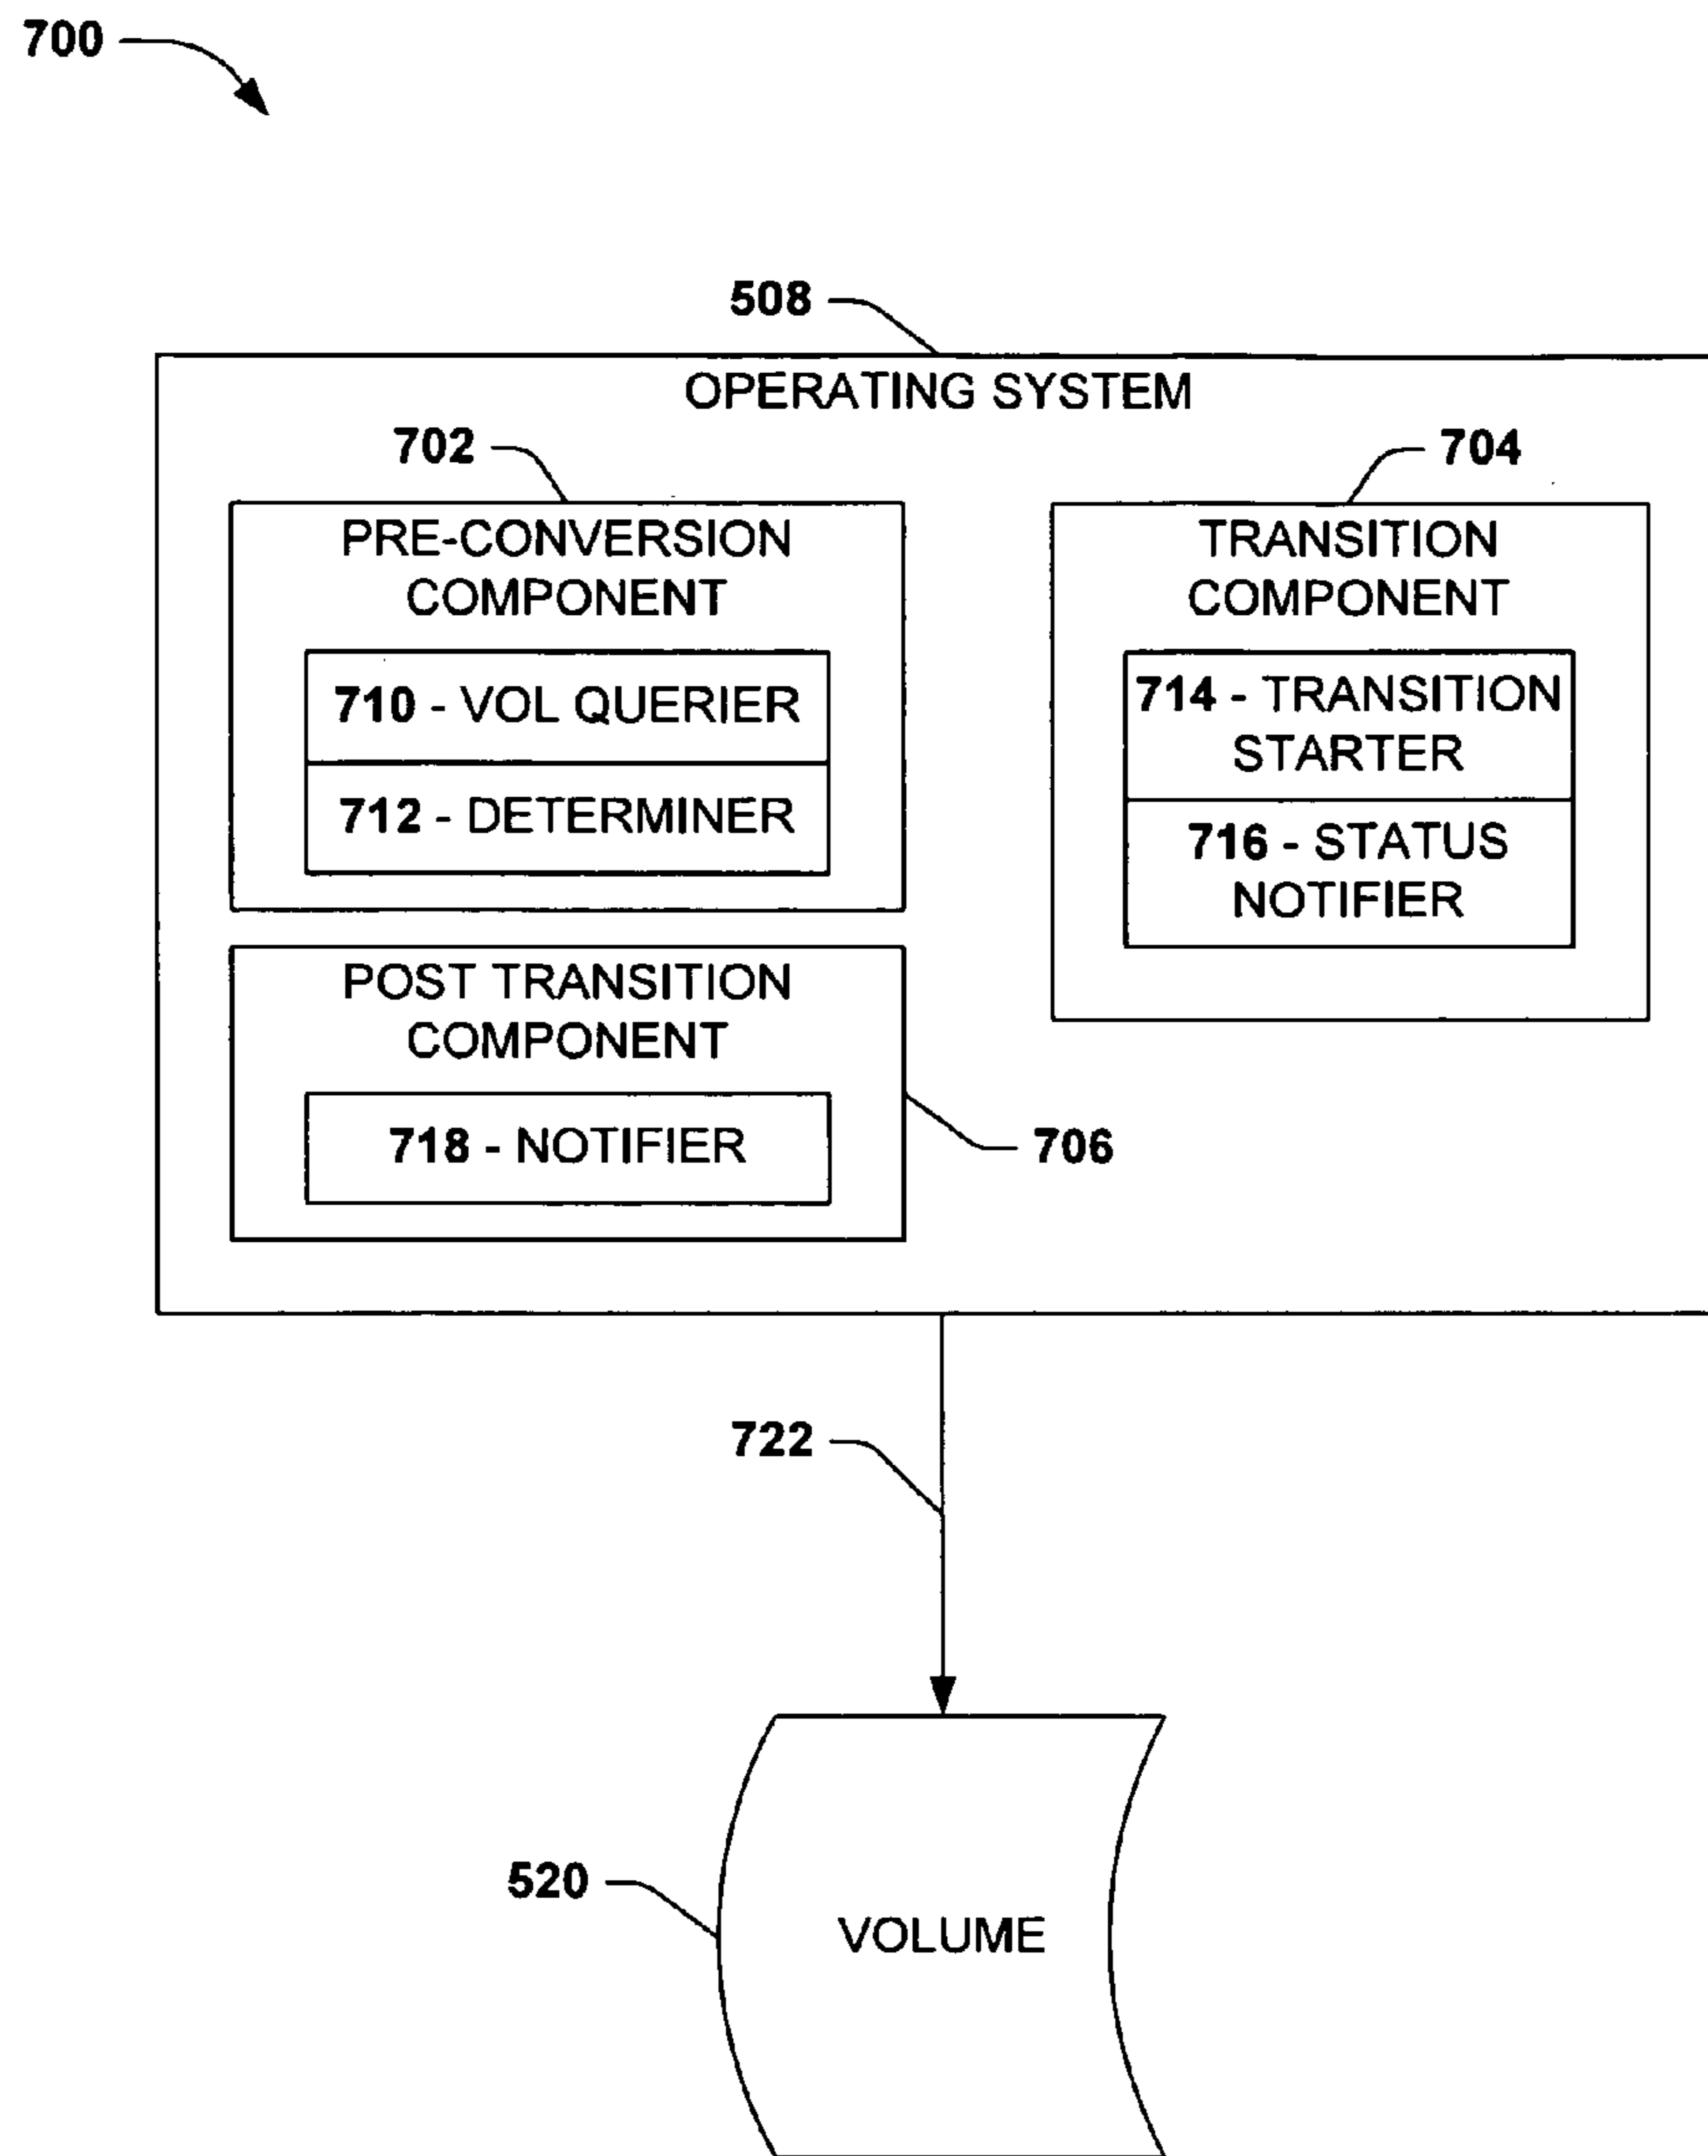 700
508
OPERATING SYSTEM
702
704
PRE-CONVERSION
COMPONENT
710 - VOL QUERIER
712 - DETERMINER
TRANSITION
COMPONENT
714 - TRANSITION
STARTER
716 - STATUS
NOTIFIER
POST TRANSITION
COMPONENT
718 - NOTIFIER
706
722
520
VOLUME